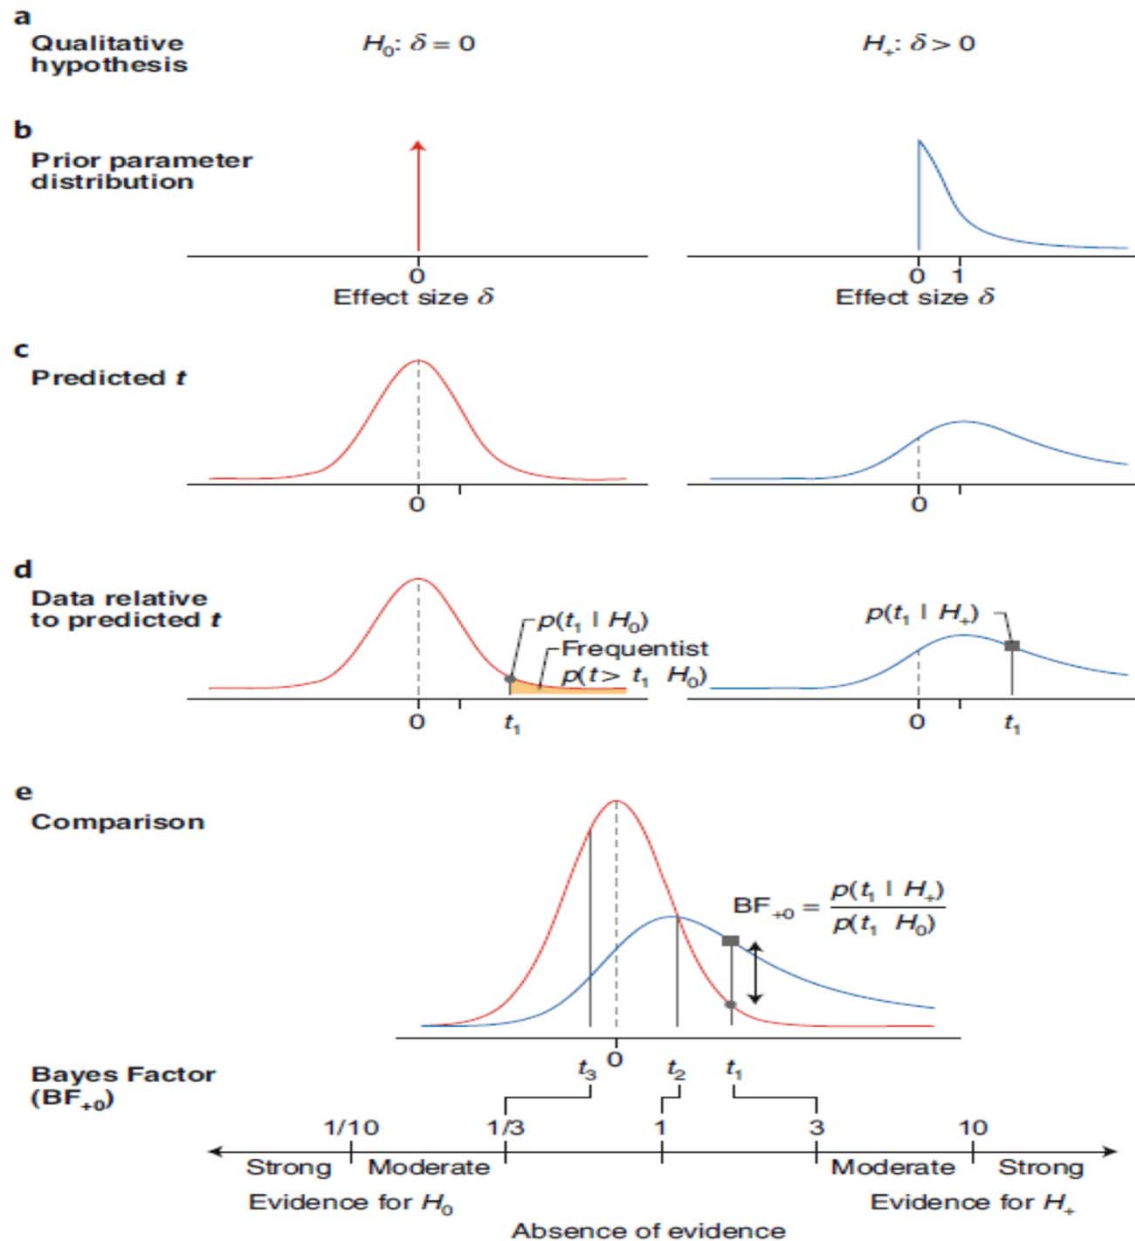 a
Qualitative
hypothesis
H₀: δ = 0
H₊: δ > 0
b
Prior parameter
distribution
0
Effect size δ
0 1
Effect size δ
c
Predicted t
0
0
d
Data relative
to predicted t
p(t₁ | H₀)
Frequentist
p(t> t₁ H₀)
0 t₁
p(t₁ | H₊)
0 t₁
e
Comparison
BF₊₀ = p(t₁ | H₊)
p(t₁ H₀)
t₃ 0 t₂ t₁
Bayes Factor
(BF₊₀)
1/10 1/3 1 3 10
Strong Moderate Moderate Strong
Evidence for H₀ Evidence for H₊
Absence of evidence